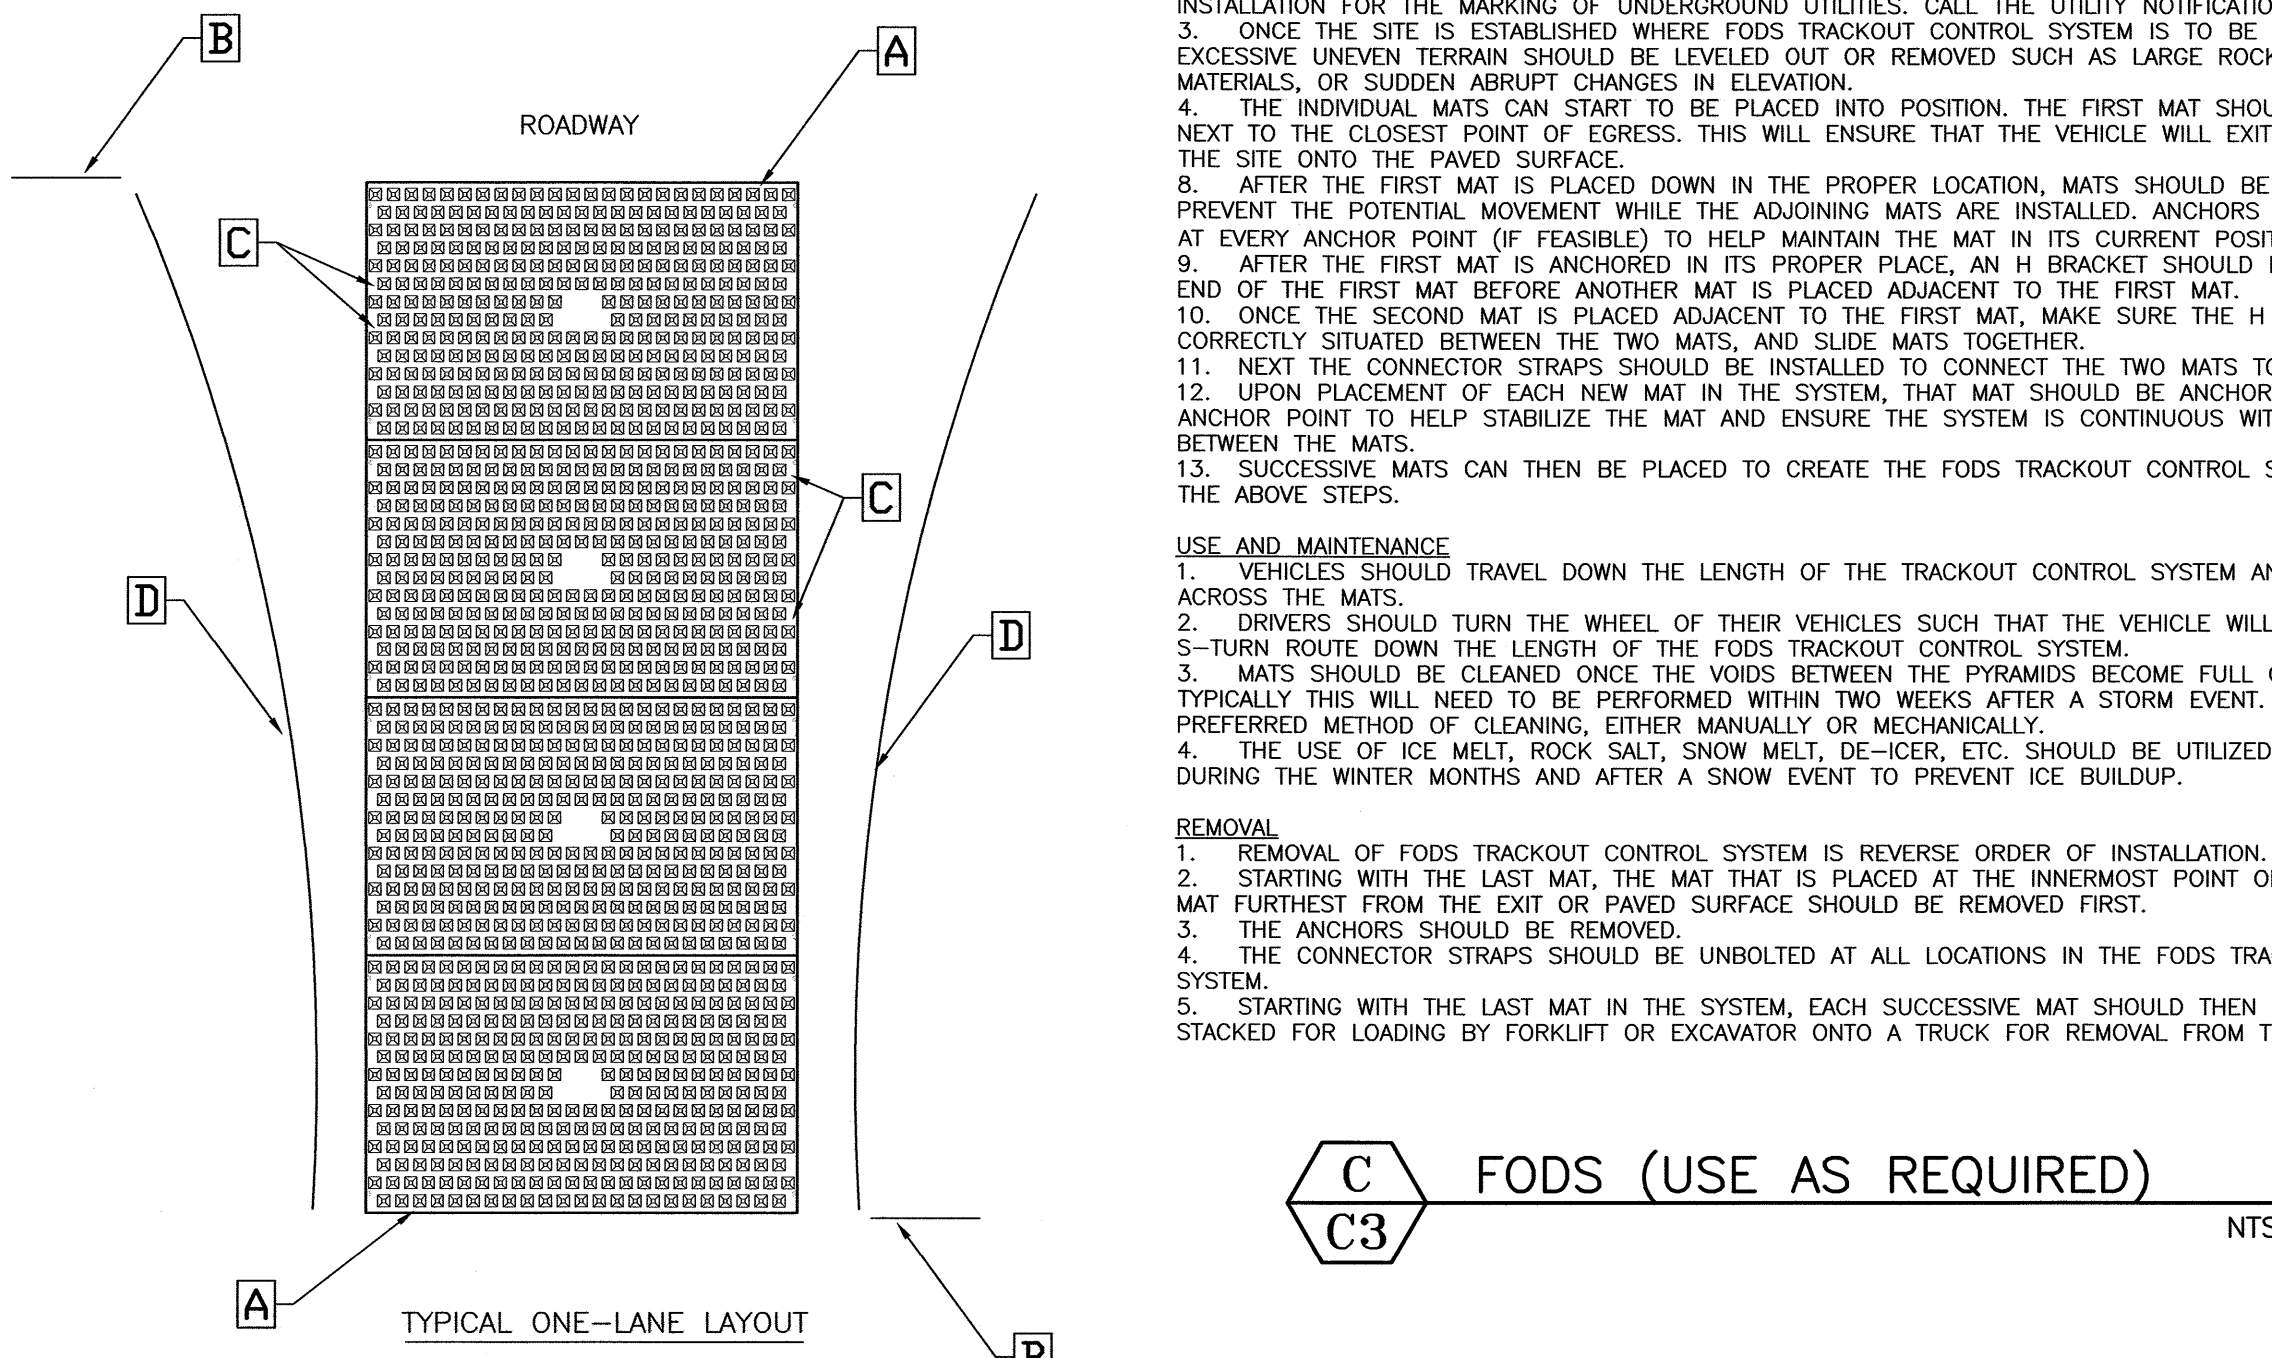 B
A
ROADWAY
C
C
D
D
A
TYPICAL ONE-LANE LAYOUT
B
INSTALLATION FOR THE MARKING OF UNDERGROUND UTILITIES. CALL THE UTILITY
3. ONCE THE SITE IS ESTABLISHED WHERE FODS TRACKOUT CONTROL SYSTEM IS TO BE
EXCESSIVE UNEVEN TERRAIN SHOULD BE LEVELED OUT OR REMOVED SUCH AS LARGE
MATERIALS, OR SUDDEN ABRUPT CHANGES IN ELEVATION.
4. THE INDIVIDUAL MATS CAN START TO BE PLACED INTO POSITION. THE FIRST MAT
NEXT TO THE CLOSEST POINT OF EGRESS. THIS WILL ENSURE THAT THE VEHICLE WILL EXIT
THE SITE ONTO THE PAVED SURFACE.
8. AFTER THE FIRST MAT IS PLACED DOWN IN THE PROPER LOCATION, MATS SHOULD BE
PREVENT THE POTENTIAL MOVEMENT WHILE THE ADJOINING MATS ARE INSTALLED. ANCHORS
AT EVERY ANCHOR POINT (IF FEASIBLE) TO HELP MAINTAIN THE MAT IN ITS CURRENT
9. AFTER THE FIRST MAT IS ANCHORED IN ITS PROPER PLACE, AN H BRACKET SHOULD
END OF THE FIRST MAT BEFORE ANOTHER MAT IS PLACED ADJACENT TO THE FIRST MAT.
10. ONCE THE SECOND MAT IS PLACED ADJACENT TO THE FIRST MAT, MAKE SURE THE H
CORRECTLY SITUATED BETWEEN THE TWO MATS, AND SLIDE MATS TOGETHER.
11. NEXT THE CONNECTOR STRAPS SHOULD BE INSTALLED TO CONNECT THE TWO MATS
12. UPON PLACEMENT OF EACH NEW MAT IN THE SYSTEM, THAT MAT SHOULD BE
ANCHOR POINT TO HELP STABILIZE THE MAT AND ENSURE THE SYSTEM IS CONTINUOUS
BETWEEN THE MATS.
13. SUCCESSIVE MATS CAN THEN BE PLACED TO CREATE THE FODS TRACKOUT CONTROL
THE ABOVE STEPS.
USE AND MAINTENANCE
1. VEHICLES SHOULD TRAVEL DOWN THE LENGTH OF THE TRACKOUT CONTROL SYSTEM
ACROSS THE MATS.
2. DRIVERS SHOULD TURN THE WHEEL OF THEIR VEHICLES SUCH THAT THE VEHICLE WILL
S-TURN ROUTE DOWN THE LENGTH OF THE FODS TRACKOUT CONTROL SYSTEM.
3. MATS SHOULD BE CLEANED ONCE THE VOIDS BETWEEN THE PYRAMIDS BECOME FULL
TYPICALLY THIS WILL NEED TO BE PERFORMED WITHIN TWO WEEKS AFTER A STORM EVENT.
PREFERRED METHOD OF CLEANING, EITHER MANUALLY OR MECHANICALLY.
4. THE USE OF ICE MELT, ROCK SALT, SNOW MELT, DE-ICER, ETC. SHOULD BE UTILIZED
DURING THE WINTER MONTHS AND AFTER A SNOW EVENT TO PREVENT ICE BUILDUP.
REMOVAL
1. REMOVAL OF FODS TRACKOUT CONTROL SYSTEM IS REVERSE ORDER OF INSTALLATION.
2. STARTING WITH THE LAST MAT, THE MAT THAT IS PLACED AT THE INNERMOST POINT
MAT FURTHEST FROM THE EXIT OR PAVED SURFACE SHOULD BE REMOVED FIRST.
3. THE ANCHORS SHOULD BE REMOVED.
4. THE CONNECTOR STRAPS SHOULD BE UNBOLTED AT ALL LOCATIONS IN THE FODS
SYSTEM.
5. STARTING WITH THE LAST MAT IN THE SYSTEM, EACH SUCCESSIVE MAT SHOULD THEN
STACKED FOR LOADING BY FORKLIFT OR EXCAVATOR ONTO A TRUCK FOR REMOVAL FROM
C
C3
FODS (USE AS REQUIRED)
NTS